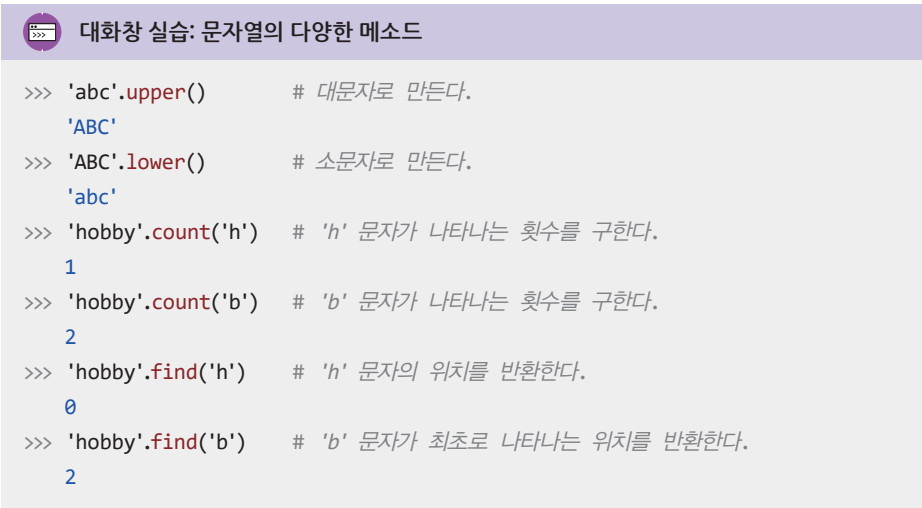 대화창 실습: 문자열의 다양한 메소드
>>> 'abc'.upper() # 대문자로 만든다.
'ABC'
>>> 'ABC'.lower() # 소문자로 만든다.
'abc'
>>> 'hobby'.count('h') # 'h' 문자가 나타나는 횟수를 구한다.
1
>>> 'hobby'.count('b') # 'b' 문자가 나타나는 횟수를 구한다.
2
>>> 'hobby'.find('h') # 'h' 문자의 위치를 반환한다.
0
>>> 'hobby'.find('b') # 'b' 문자가 최초로 나타나는 위치를 반환한다.
2